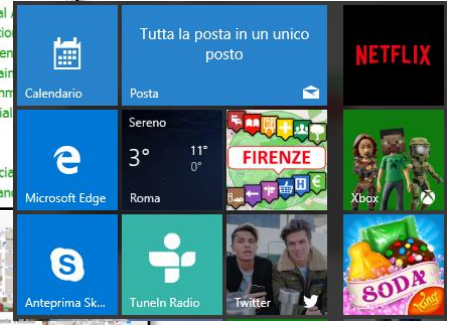 Tutta la posta in un unico
posto
Calendario
Posta
NETFLIX
Sereno
3°
11°
0°
Roma
Microsoft Edge
FIRENZE
H
€
Xbox
Anteprima Sk...
TuneIn Radio
Twitter
SODA
King